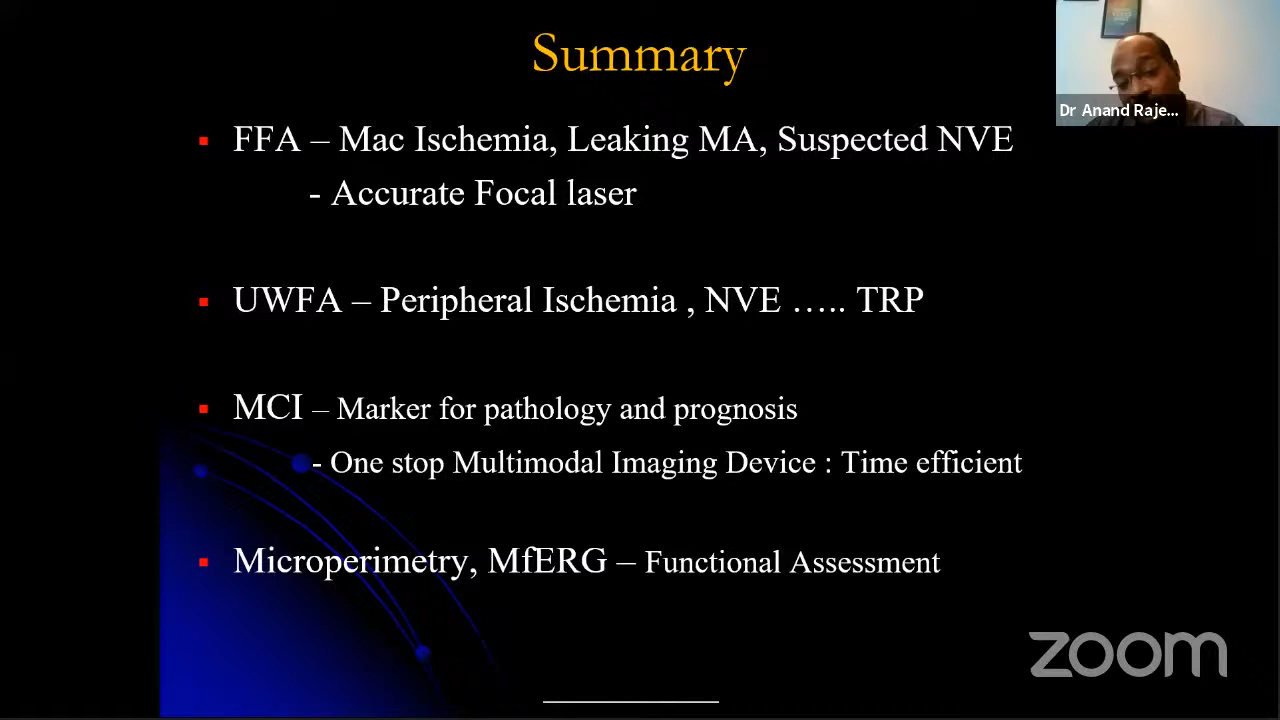 Summary
Dr Anand Raje...
▪ FFA – Mac Ischemia, Leaking MA, Suspected NVE
- Accurate Focal laser
▪ UWFA – Peripheral Ischemia , NVE ….. TRP
▪ MCI – Marker for pathology and prognosis
- One stop Multimodal Imaging Device : Time efficient
▪ Microperimetry, MfERG – Functional Assessment
zoom